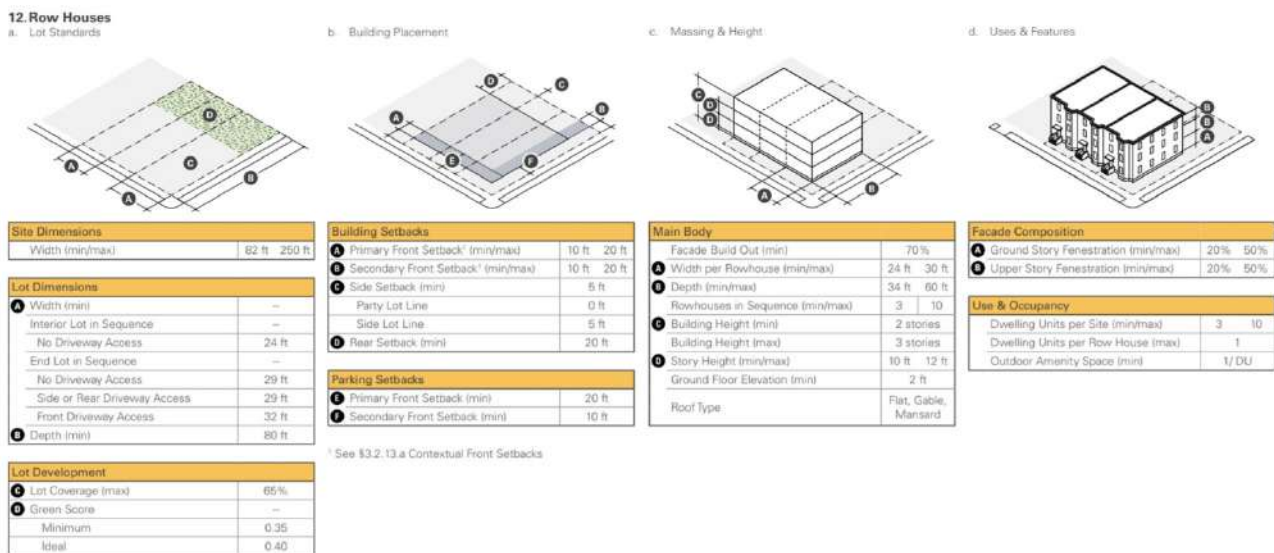 12. Row Houses
a. Lot Standards
D
C
A
B
A
Site Dimensions
Width (min/max) 82 ft 250 ft
Lot Dimensions
A Width (min) --
Interior Lot in Sequence --
No Driveway Access 24 ft
End Lot in Sequence --
No Driveway Access 29 ft
Side or Rear Driveway Access 29 ft
Front Driveway Access 32 ft
B Depth (min) 80 ft
Lot Development
C Lot Coverage (max) 65%
D Green Score --
Minimum 0.35
Ideal 0.40
b. Building Placement
D
C
B
A
E
F
Building Setbacks
A Primary Front Setback¹ (min/max) 10 ft 20 ft
B Secondary Front Setback¹ (min/max) 10 ft 20 ft
C Side Setback (min) 5 ft
Party Lot Line 0 ft
Side Lot Line 5 ft
D Rear Setback (min) 20 ft
Parking Setbacks
E Primary Front Setback (min) 20 ft
F Secondary Front Setback (min) 10 ft
¹ See §3.2.13.a Contextual Front Setbacks
c. Massing & Height
C
D
D
A
B
Main Body
Facade Build Out (min) 70%
A Width per Rowhouse (min/max) 24 ft 30 ft
B Depth (min/max) 34 ft 60 ft
Rowhouses in Sequence (min/max) 3 10
C Building Height (min) 2 stories
Building Height (max) 3 stories
D Story Height (min/max) 10 ft 12 ft
Ground Floor Elevation (min) 2 ft
Roof Type Flat, Gable,
Mansard
d. Uses & Features
B
B
A
Facade Composition
A Ground Story Fenestration (min/max) 20% 50%
B Upper Story Fenestration (min/max) 20% 50%
Use & Occupancy
Dwelling Units per Site (min/max) 3 10
Dwelling Units per Row House (max) 1
Outdoor Amenity Space (min) 1/ DU